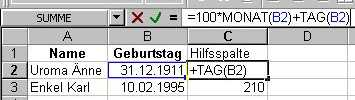 SUMME =100*MONAT(B2)+TAG(B2)
A B C D
1 Name Geburtstag Hilfsspalte
2 Uroma Änne 31.12.1911 +TAG(B2)
3 Enkel Karl 10.02.1995 210